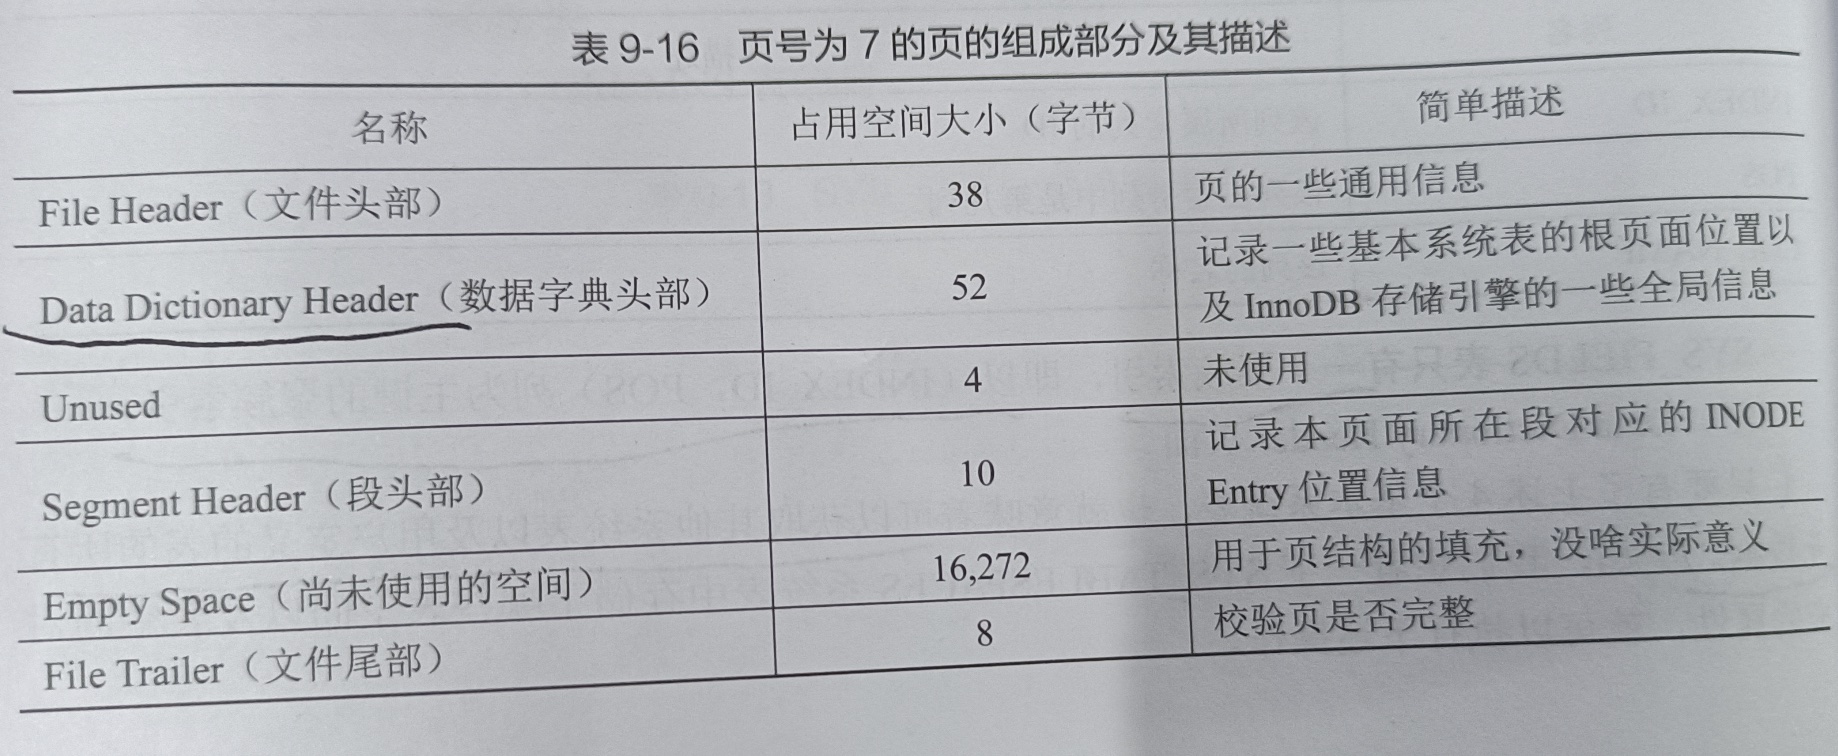 表 9-16 页号为 7 的页的组成部分及其描述
名称 占用空间大小（字节） 简单描述
File Header（文件头部） 38 页的一些通用信息
Data Dictionary Header（数据字典头部） 52 记录一些基本系统表的根页面位置以
及 InnoDB 存储引擎的一些全局信息
Unused 4 未使用
Segment Header（段头部） 10 记录本页面所在段对应的 INODE
Entry 位置信息
Empty Space（尚未使用的空间） 16,272 用于页结构的填充，没啥实际意义
File Trailer（文件尾部） 8 校验页是否完整